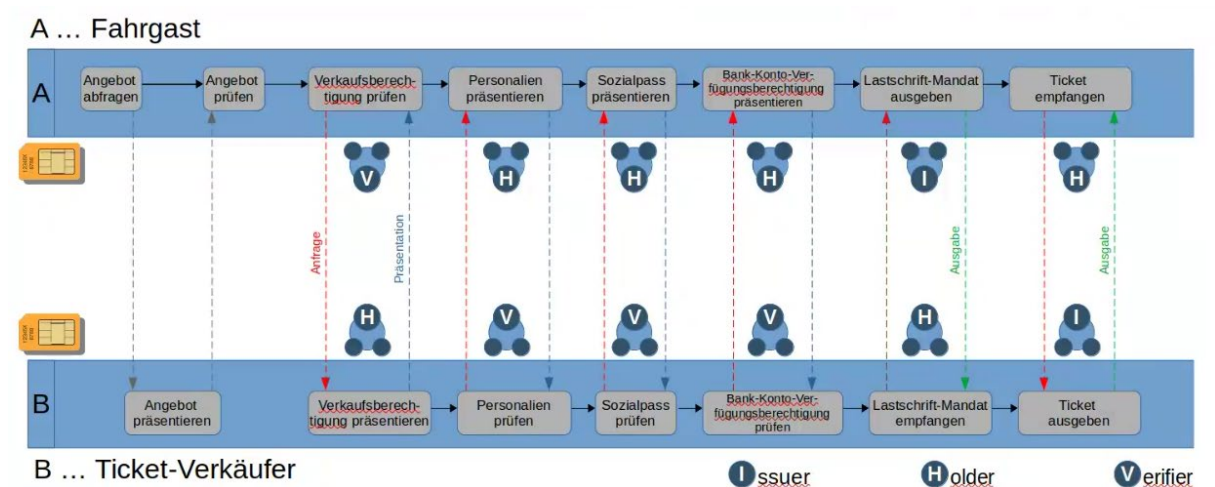 A … Fahrgast
A
Angebot
abfragen
Angebot
prüfen
Verkaufsberech-
tigung prüfen
Personalien
präsentieren
Sozialpass
präsentieren
Bank-Konto-Ver-
fügungsberechtigung
präsentieren
Lastschrift-Mandat
ausgeben
Ticket
empfangen
V
H
H
H
I
H
Anfrage
Präsentation
Ausgabe
Ausgabe
H
V
V
V
H
I
B
Angebot
präsentieren
Verkaufsberech-
tigung präsentieren
Personalien
prüfen
Sozialpass
prüfen
Bank-Konto-Ver-
fügungsberechtigung
prüfen
Lastschrift-Mandat
empfangen
Ticket
ausgeben
B … Ticket-Verkäufer
I ssuer
H older
V erifier